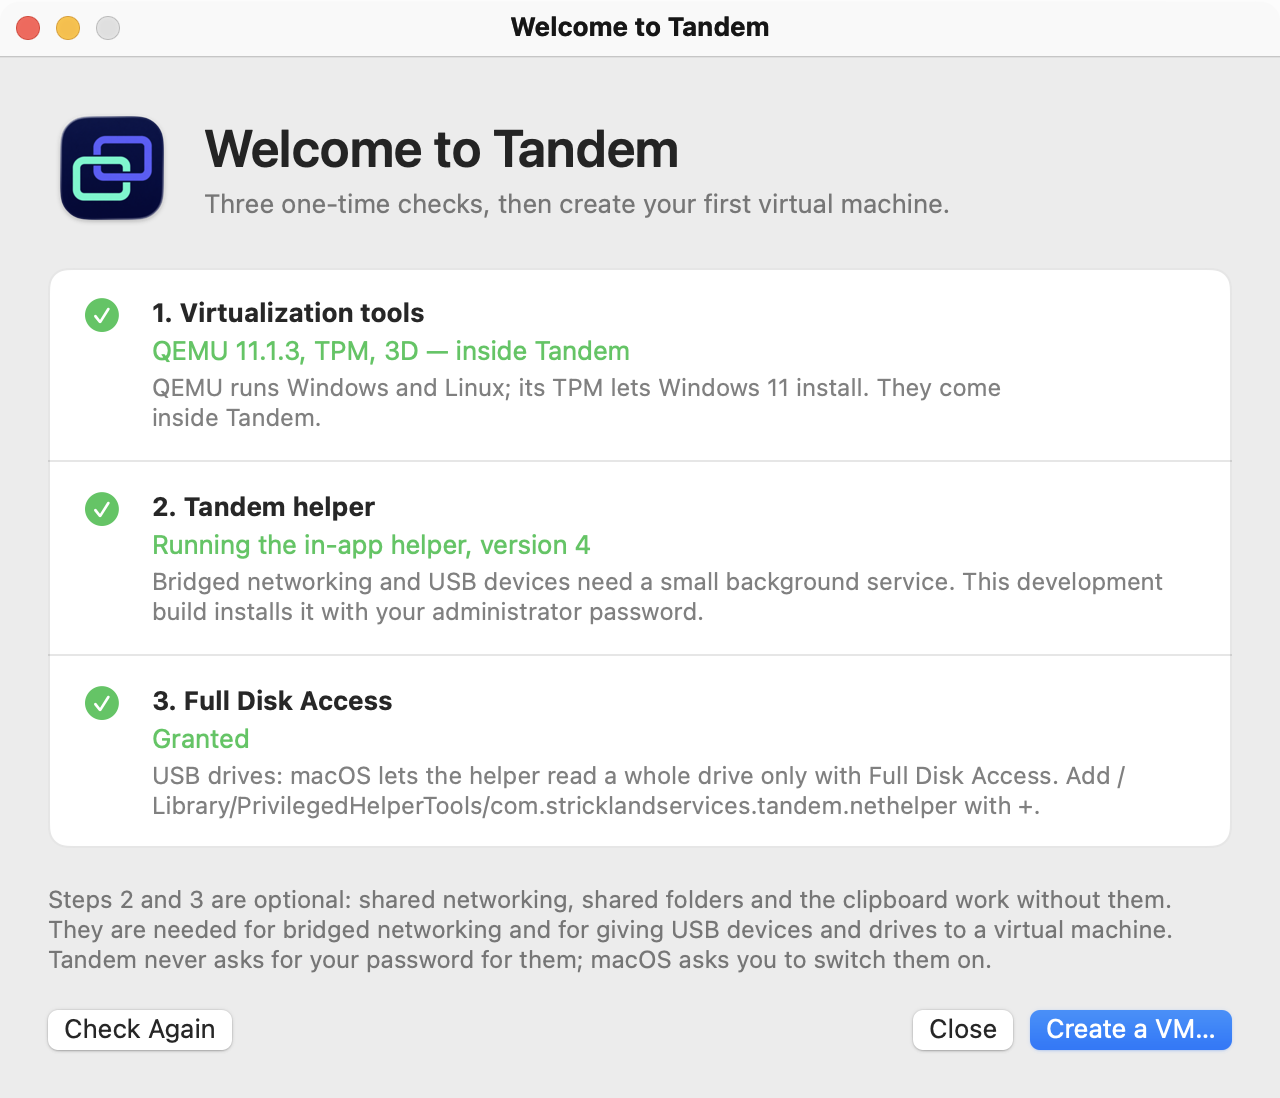 Welcome to Tandem
Welcome to Tandem
Three one-time checks, then create your first virtual machine.
1. Virtualization tools
QEMU 11.1.3, TPM, 3D — inside Tandem
QEMU runs Windows and Linux; its TPM lets Windows 11 install. They come
inside Tandem.
2. Tandem helper
Running the in-app helper, version 4
Bridged networking and USB devices need a small background service. This development
build installs it with your administrator password.
3. Full Disk Access
Granted
USB drives: macOS lets the helper read a whole drive only with Full Disk Access. Add /
Library/PrivilegedHelperTools/com.stricklandservices.tandem.nethelper with +.
Steps 2 and 3 are optional: shared networking, shared folders and the clipboard work without them.
They are needed for bridged networking and for giving USB devices and drives to a virtual machine.
Tandem never asks for your password for them; macOS asks you to switch them on.
Check Again
Close
Create a VM...